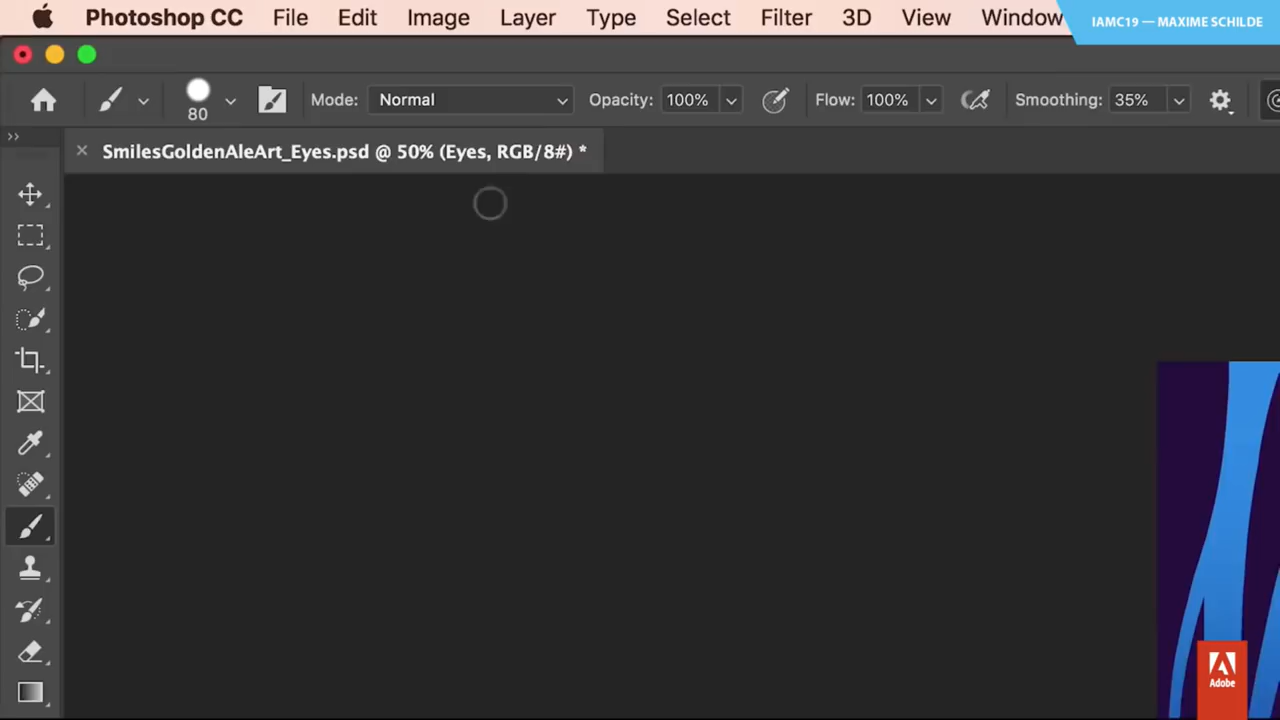 Photoshop CC File Edit Image Layer Type Select Filter 3D View Window
IAMC19 — MAXIME SCHILDE
80
Mode: Normal Opacity: 100% Flow: 100% Smoothing: 35%
SmilesGoldenAleArt_Eyes.psd @ 50% (Eyes, RGB/8#) *
Adobe